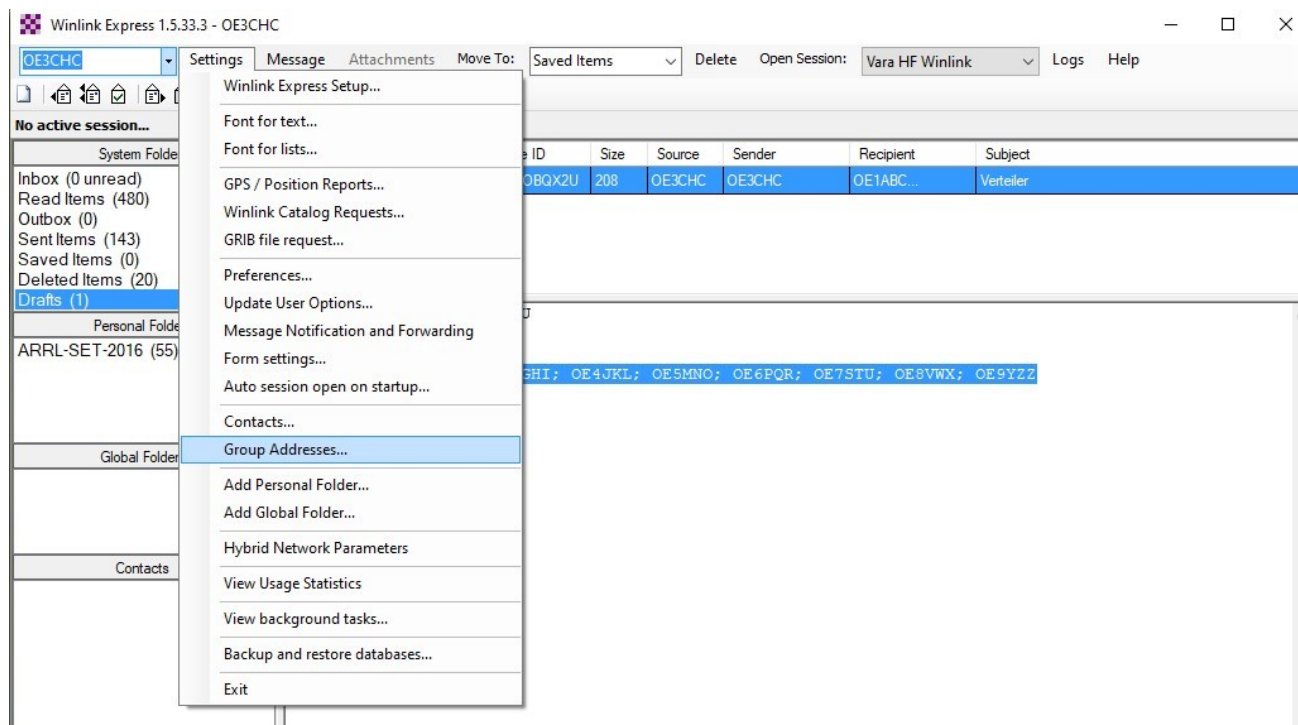 Winlink Express 1.5.33.3 - OE3CHC
OE3CHC Settings Message Attachments Move To: Saved Items Delete Open Session: Vara HF Winlink Logs Help
No active session...
System Folde
ID Size Source Sender Recipient Subject
OBQX2U 208 OE3CHC OE3CHC OE1ABC... Verteiler
Inbox (0 unread)
Read Items (480)
Outbox (0)
Sent Items (143)
Saved Items (0)
Deleted Items (20)
Drafts (1)
Personal Folde
ARRL-SET-2016 (55)
Global Folder
Contacts
Winlink Express Setup...
Font for text...
Font for lists...
GPS / Position Reports...
Winlink Catalog Requests...
GRIB file request...
Preferences...
Update User Options...
Message Notification and Forwarding
Form settings...
Auto session open on startup...
Contacts...
Group Addresses...
Add Personal Folder...
Add Global Folder...
Hybrid Network Parameters
View Usage Statistics
View background tasks...
Backup and restore databases...
Exit
GHI; OE4JKL; OE5MNO; OE6PQR; OE7STU; OE8VWX; OE9YZZ